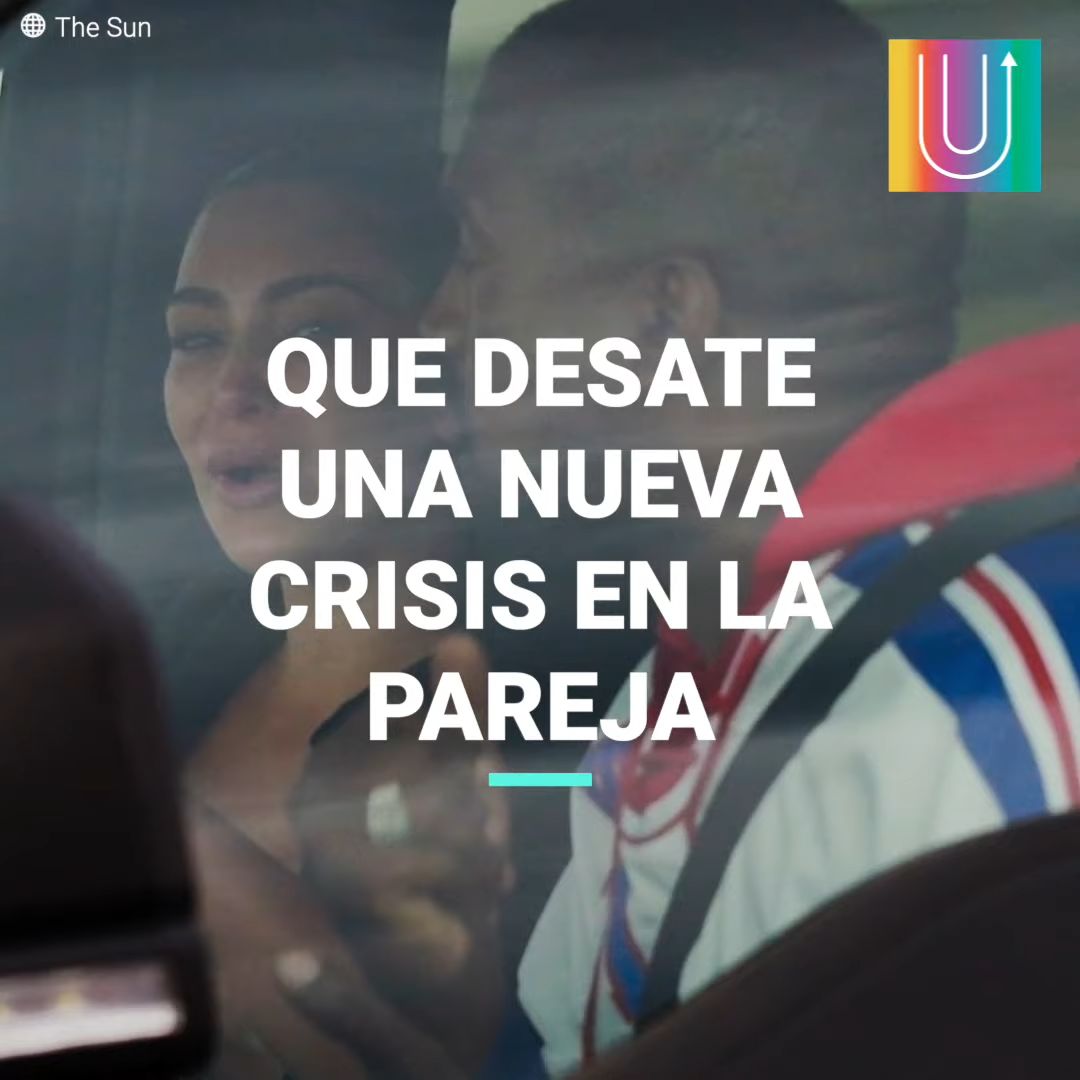 The Sun
U
QUE DESATE
UNA NUEVA
CRISIS EN LA
PAREJA